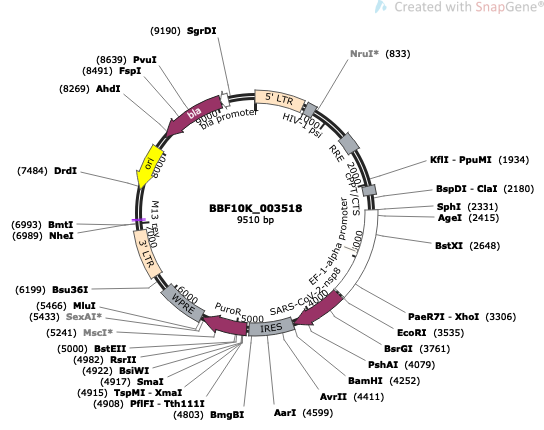 Created with SnapGene®
(9190) SgrDI
(8639) PvuI
(8491) FspI
(8269) AhdI
(7484) DrdI
(6993) BmtI
(6989) NheI
(6199) Bsu36I
(5466) MluI
(5433) SexAI*
(5241) MscI*
(5000) BstEII
(4982) RsrII
(4922) BsiWI
(4917) SmaI
(4915) TspMI - XmaI
(4908) PflFI - Tth111I
(4803) BmgBI
NruI* (833)
KflI - PpuMI (1934)
BspDI - ClaI (2180)
SphI (2331)
AgeI (2415)
BstXI (2648)
PaeR7I - XhoI (3306)
EcoRI (3535)
BsrGI (3761)
PshAI (4079)
BamHI (4252)
AvrII (4411)
AarI (4599)
BBF10K_003518
9510 bp
5' LTR
HIV-1 psi
RRE
cPPT/CTS
EF-1-alpha promoter
SARS-CoV-2-nsp8
IRES
PuroR
WPRE
3' LTR
M13 rev
ori
bla
bla promoter
1000
2000
3000
4000
5000
6000
7000
8000
9000